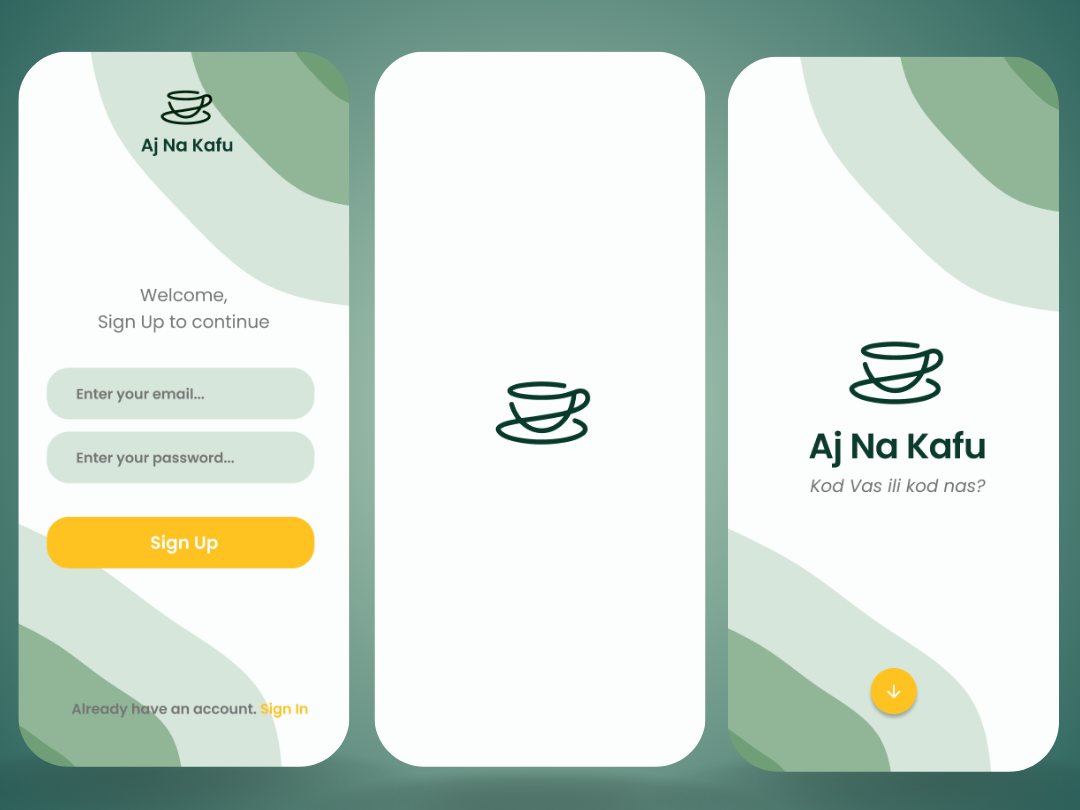 Aj Na Kafu
Welcome,
Sign Up to continue
Enter your email...
Enter your password...
Sign Up
Already have an account. Sign In
Aj Na Kafu
Kod Vas ili kod nas?